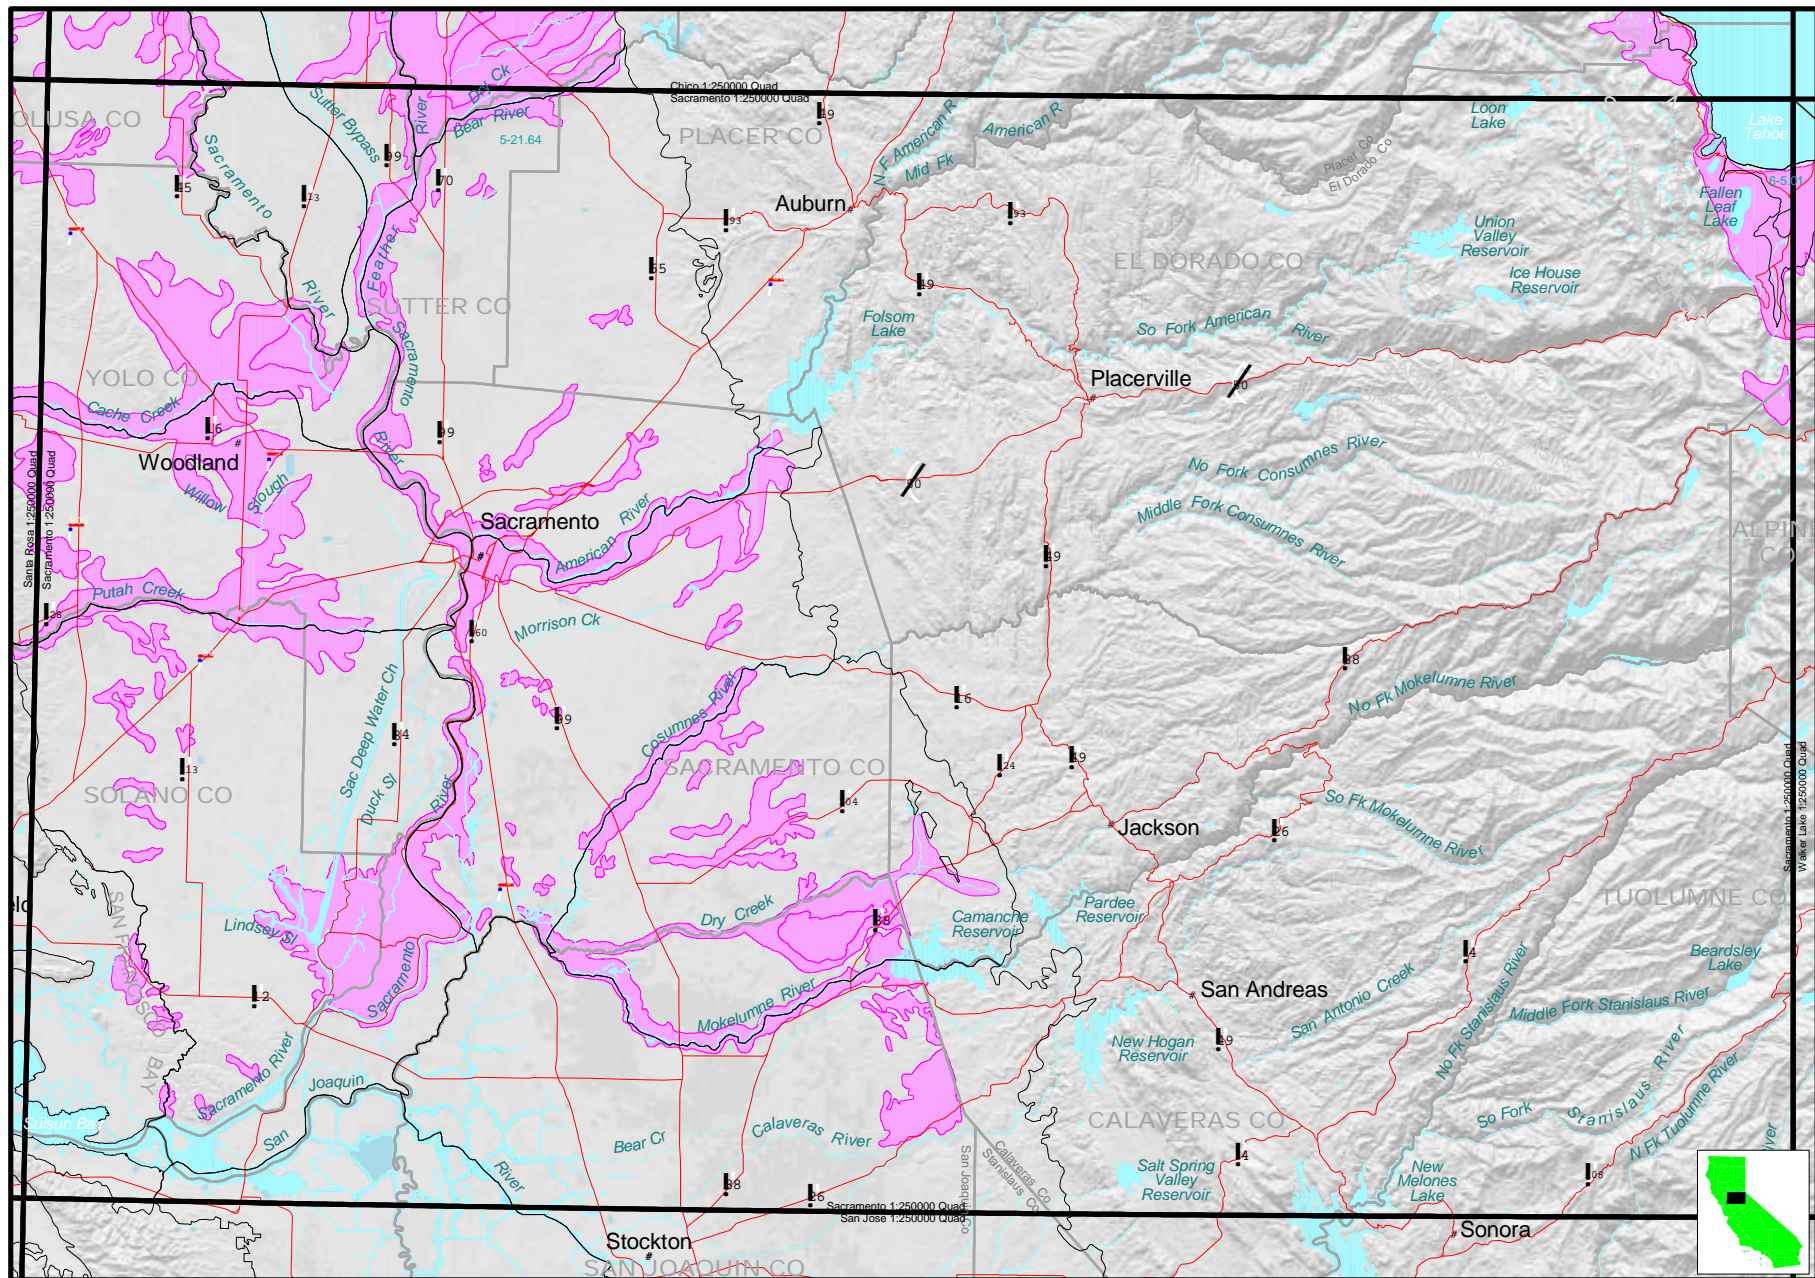 Chico 1:250000 Quad
Sacramento 1:250000 Quad
OLUSA CO
Sutter Bypass
River
Dry Ck
Bear River
5-21.64
PLACER CO
N F American R
American R
Mid Fk
Placer Co
El Dorado Co
Loon
Lake
Lake
Tahoe
6-5.01
Fallen
Leaf
Lake
Sacramento
River
Feather
Auburn
SUTTER CO
Union
Valley
Reservoir
EL DORADO CO
Ice House
Reservoir
Folsom
Lake
So Fork American
River
YOLO CO
Cache Creek
Sacramento
River
Placerville
50
Woodland
Willow
Slough
Santa Rosa 1:250000 Quad
Sacramento 1:250000 Quad
No Fork Consumnes River
Middle Fork Consumnes River
Sacramento
American
River
ALPIN
Putah Creek
Morrison Ck
Sac Deep Water Ch
Duck Sl
River
Cosumnes River
SACRAMENTO CO
SOLANO CO
No Fk Mokelumne River
So Fk Mokelumne River
Jackson
Sacramento 1:250000 Quad
Walker Lake 1:250000 Quad
TUOLUMNE CO
SAN FRANCISCO BAY
Lindsey Sl
Sacramento
Dry Creek
Camanche
Reservoir
Pardee
Reservoir
Beardsley
Lake
Mokelumne River
San Andreas
San Antonio Creek
No Fk Stanislaus River
Middle Fork Stanislaus River
New Hogan
Reservoir
Sacramento River
Suisun Bay
San
Joaquin
River
Bear Cr
Calaveras River
CALAVERAS CO
So Fork
Stanislaus River
N Fk Tuolumne River
San Joaquin Co
Calaveras Co
Stanislaus Co
Salt Spring
Valley
Reservoir
New
Melones
Lake
Sacramento 1:250000 Quad
San Jose 1:250000 Quad
Stockton
SAN JOAQUIN CO
Sonora